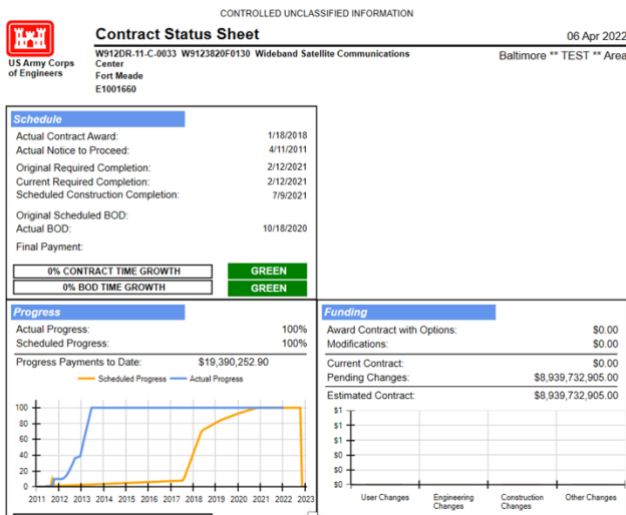 CONTROLLED UNCLASSIFIED INFORMATION
US Army Corps
of Engineers
Contract Status Sheet
06 Apr 2022
W912DR-11-C-0033 W9123820F0130 Wideband Satellite Communications
Center
Fort Meade
E1001660
Baltimore ** TEST ** Area
Schedule
Actual Contract Award: 1/18/2018
Actual Notice to Proceed: 4/11/2011
Original Required Completion: 2/12/2021
Current Required Completion: 2/12/2021
Scheduled Construction Completion: 7/9/2021
Original Scheduled BOD:
Actual BOD: 10/18/2020
Final Payment:
0% CONTRACT TIME GROWTH GREEN
0% BOD TIME GROWTH GREEN
Progress
Actual Progress: 100%
Scheduled Progress: 100%
Progress Payments to Date: $19,390,252.90
Scheduled Progress Actual Progress
100
80
60
40
20
0
2011 2012 2013 2014 2015 2016 2017 2018 2019 2020 2021 2022 2023
Funding
Award Contract with Options: $0.00
Modifications: $0.00
Current Contract: $0.00
Pending Changes: $8,939,732,905.00
Estimated Contract: $8,939,732,905.00
$1
$1
$1
$0
$0
$0
User Changes Engineering Changes Construction Changes Other Changes